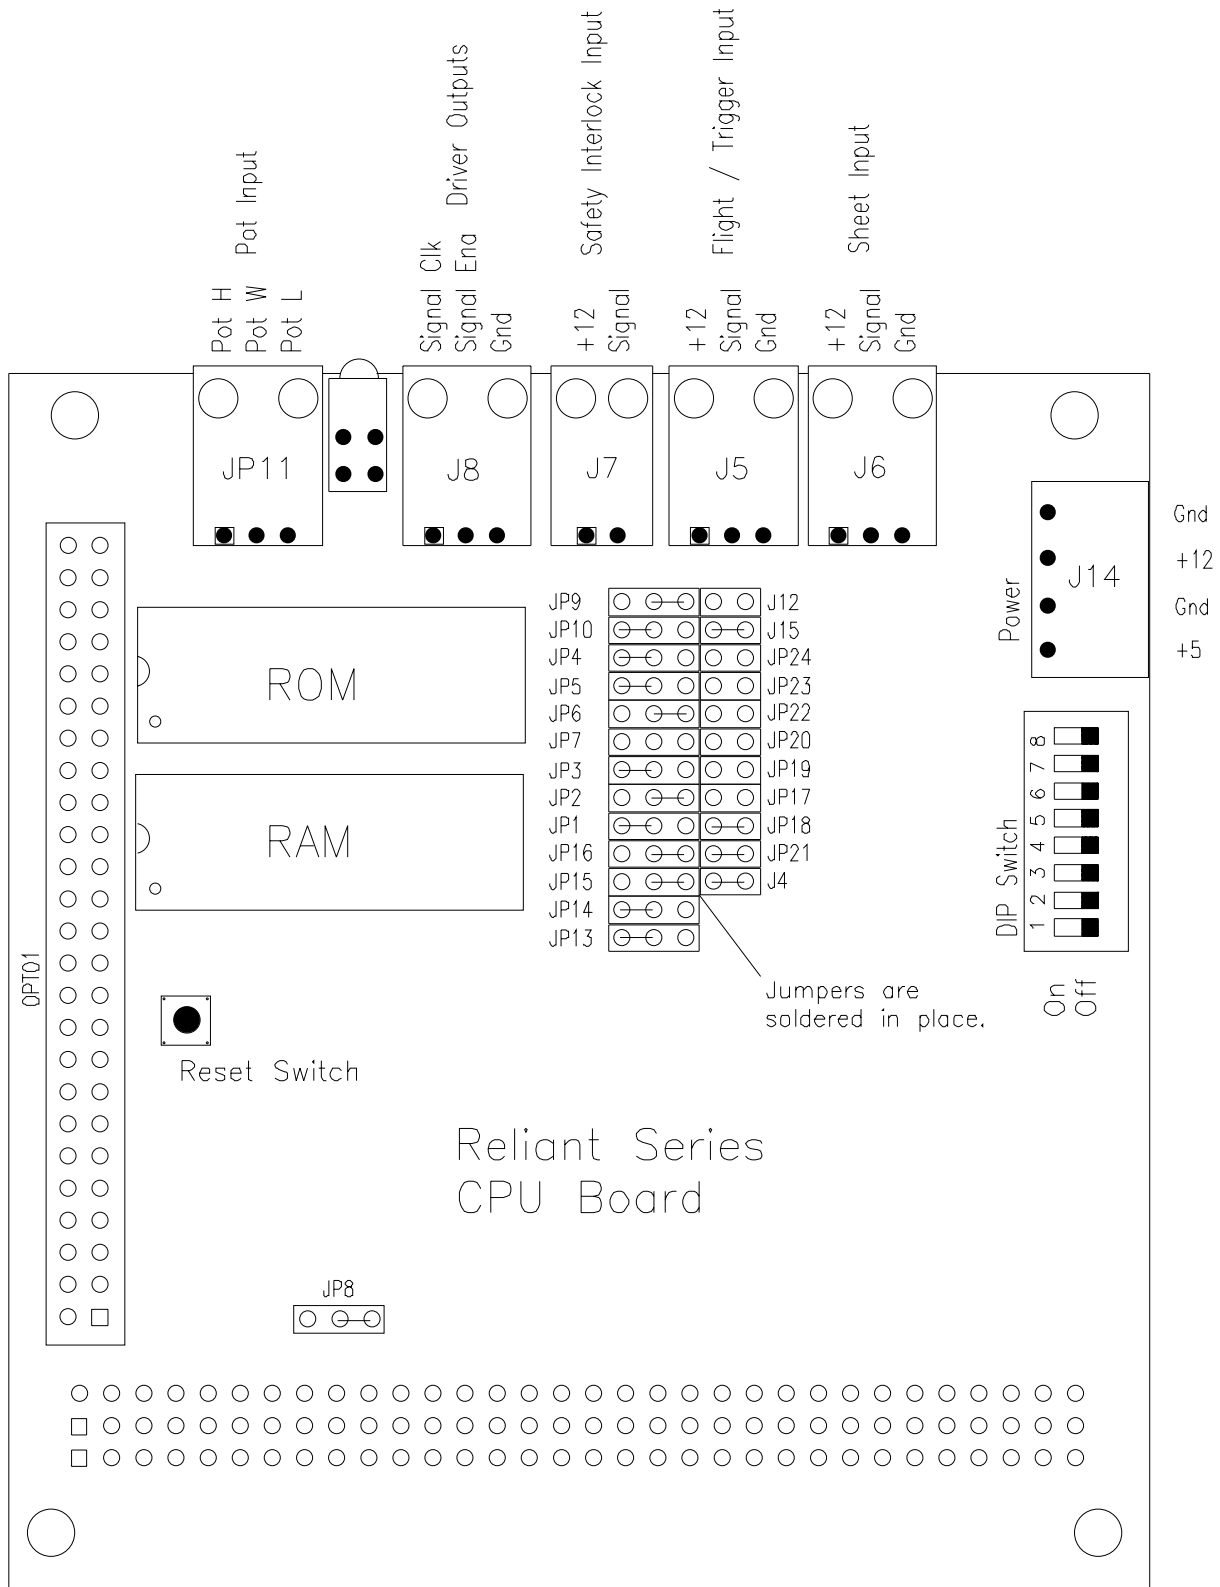 Pot Input
Driver Outputs
Safety Interlock Input
Flight / Trigger Input
Sheet Input
Pot H
Pot W
Pot L
Signal Clk
Signal Ena
Gnd
+12
Signal
+12
Signal
Gnd
+12
Signal
Gnd
JP11
J8
J7
J5
J6
Power
J14
Gnd
+12
Gnd
+5
ROM
RAM
OPTO1
JP9
J12
JP10
J15
JP4
JP24
JP5
JP23
JP6
JP22
JP7
JP20
JP3
JP19
JP2
JP17
JP1
JP18
JP16
JP21
JP15
J4
JP14
JP13
Jumpers are
soldered in place.
DIP Switch
1 2 3 4 5 6 7 8
On
Off
Reset Switch
Reliant Series
CPU Board
JP8